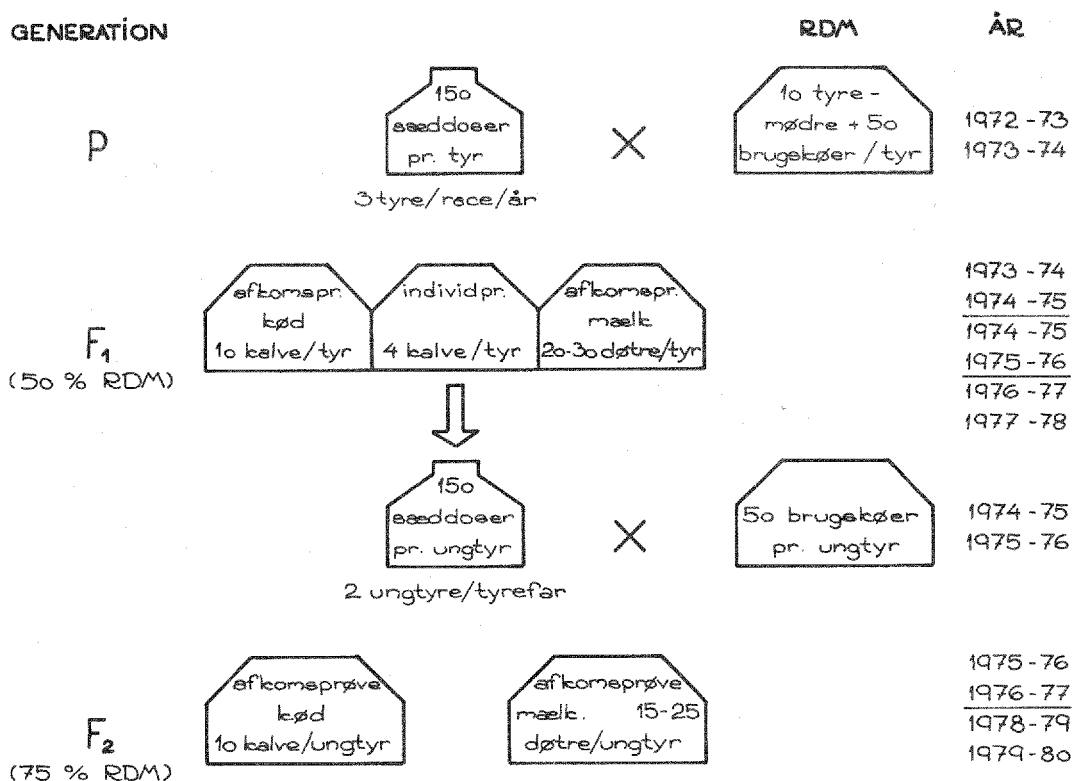 GENERATION RDM ÅR
P
150
sæddoser
pr. tyr
×
10 tyre-
mødre + 50
brugskøer / tyr
1972-73
1973-74
3 tyre/race/år
F1
(50 % RDM)
afkomspr.
kød
10 kalve/tyr
individpr.
4 kalve/tyr
afkomspr.
maelk
20-30 døtre/tyr
1973-74
1974-75
1974-75
1975-76
1976-77
1977-78
150
sæddoser
pr. ungtyr
×
50 brugskøer
pr. ungtyr
1974-75
1975-76
2 ungtyre/tyrefar
F2
(75 % RDM)
afkomsprøve
kød
10 kalve/ungtyr
afkomsprøve
maelk. 15-25
døtre/ungtyr
1975-76
1976-77
1978-79
1979-80